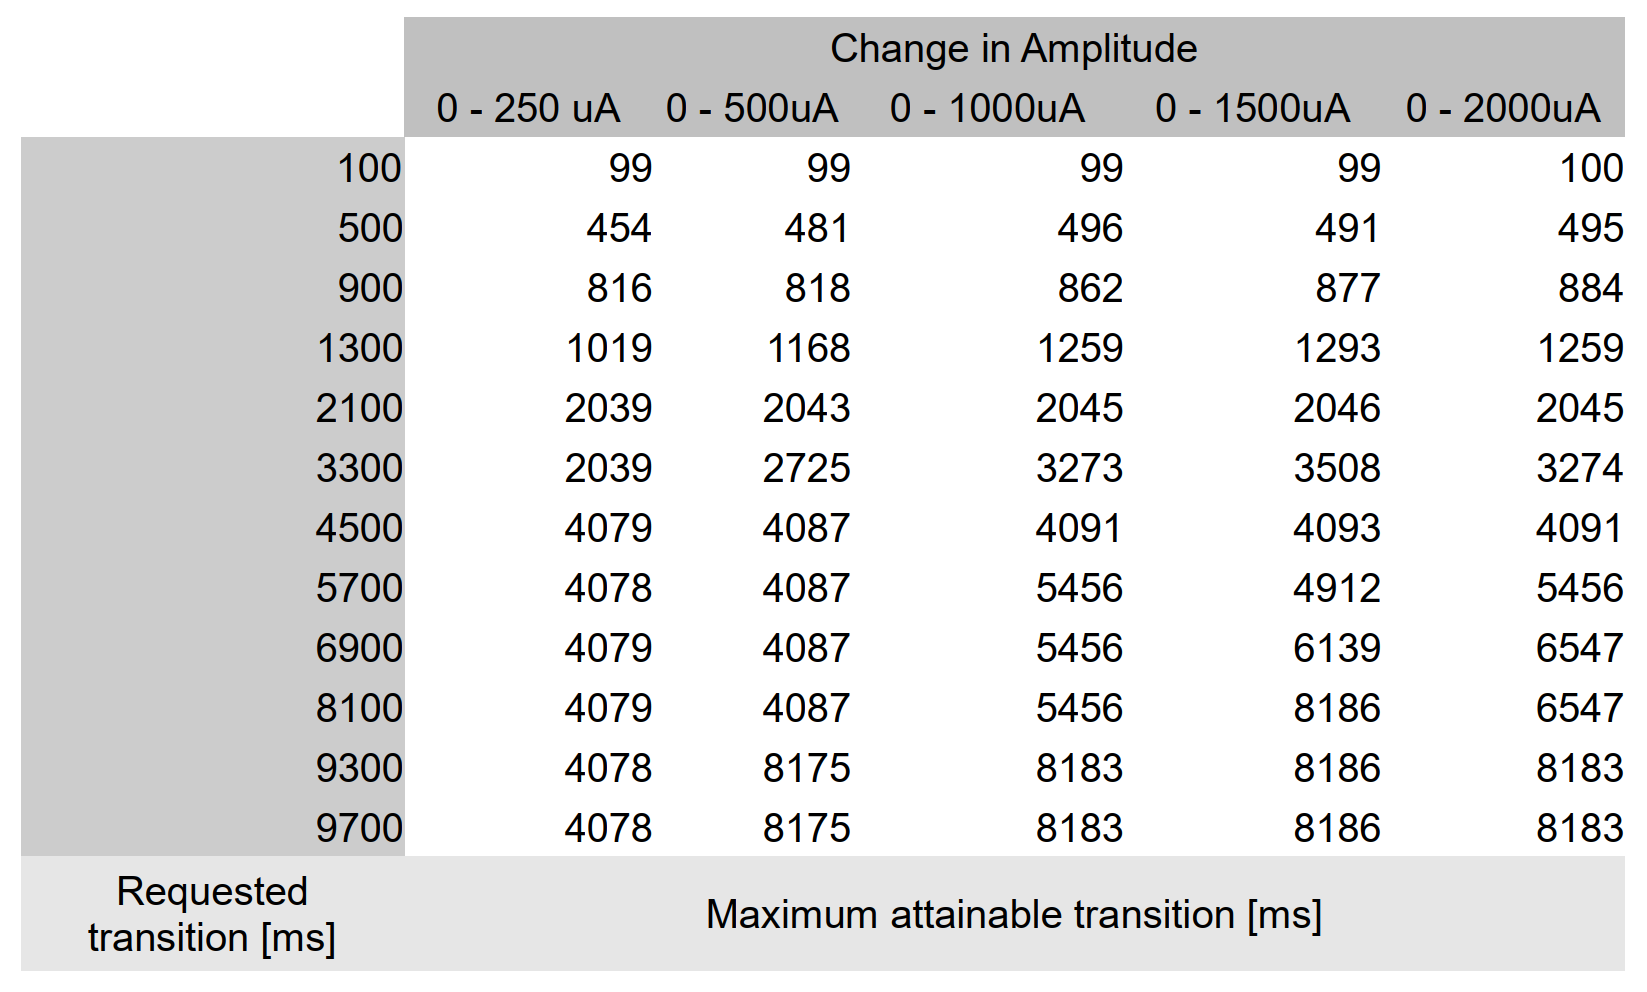 Change in Amplitude
0 - 250 uA 0 - 500uA 0 - 1000uA 0 - 1500uA 0 - 2000uA
100 99 99 99 99 100
500 454 481 496 491 495
900 816 818 862 877 884
1300 1019 1168 1259 1293 1259
2100 2039 2043 2045 2046 2045
3300 2039 2725 3273 3508 3274
4500 4079 4087 4091 4093 4091
5700 4078 4087 5456 4912 5456
6900 4079 4087 5456 6139 6547
8100 4079 4087 5456 8186 6547
9300 4078 8175 8183 8186 8183
9700 4078 8175 8183 8186 8183
Requested
transition [ms]
Maximum attainable transition [ms]